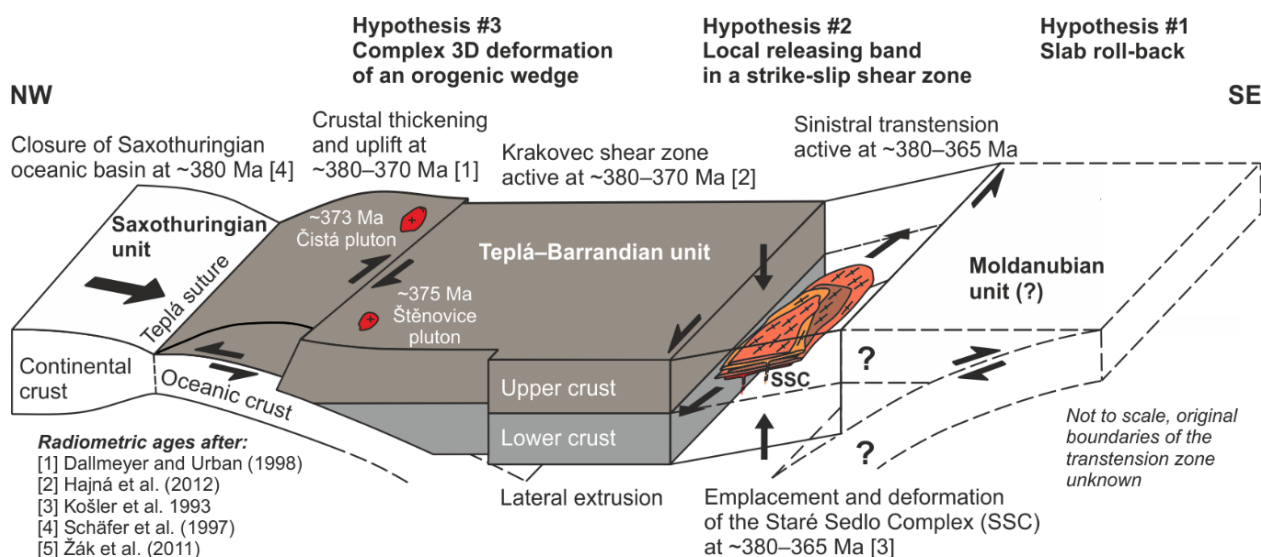 Hypothesis #3
Complex 3D deformation
of an orogenic wedge
Hypothesis #2
Local releasing band
in a strike-slip shear zone
Hypothesis #1
Slab roll-back
NW
SE
Closure of Saxothuringian
oceanic basin at ~380 Ma [4]
Crustal thickening
and uplift at
~380–370 Ma [1]
Krakovec shear zone
active at ~380–370 Ma [2]
Sinistral transtension
active at ~380–365 Ma
Saxothuringian
unit
Teplá suture
~373 Ma
Čistá pluton
~375 Ma
Štěnovice
pluton
Teplá–Barrandian unit
Moldanubian
unit (?)
Continental
crust
Oceanic crust
Upper crust
Lower crust
SSC
?
?
Radiometric ages after:
[1] Dallmeyer and Urban (1998)
[2] Hajná et al. (2012)
[3] Košler et al. 1993
[4] Schäfer et al. (1997)
[5] Žák et al. (2011)
Lateral extrusion
Emplacement and deformation
of the Staré Sedlo Complex (SSC)
at ~380–365 Ma [3]
Not to scale, original
boundaries of the
transtension zone
unknown